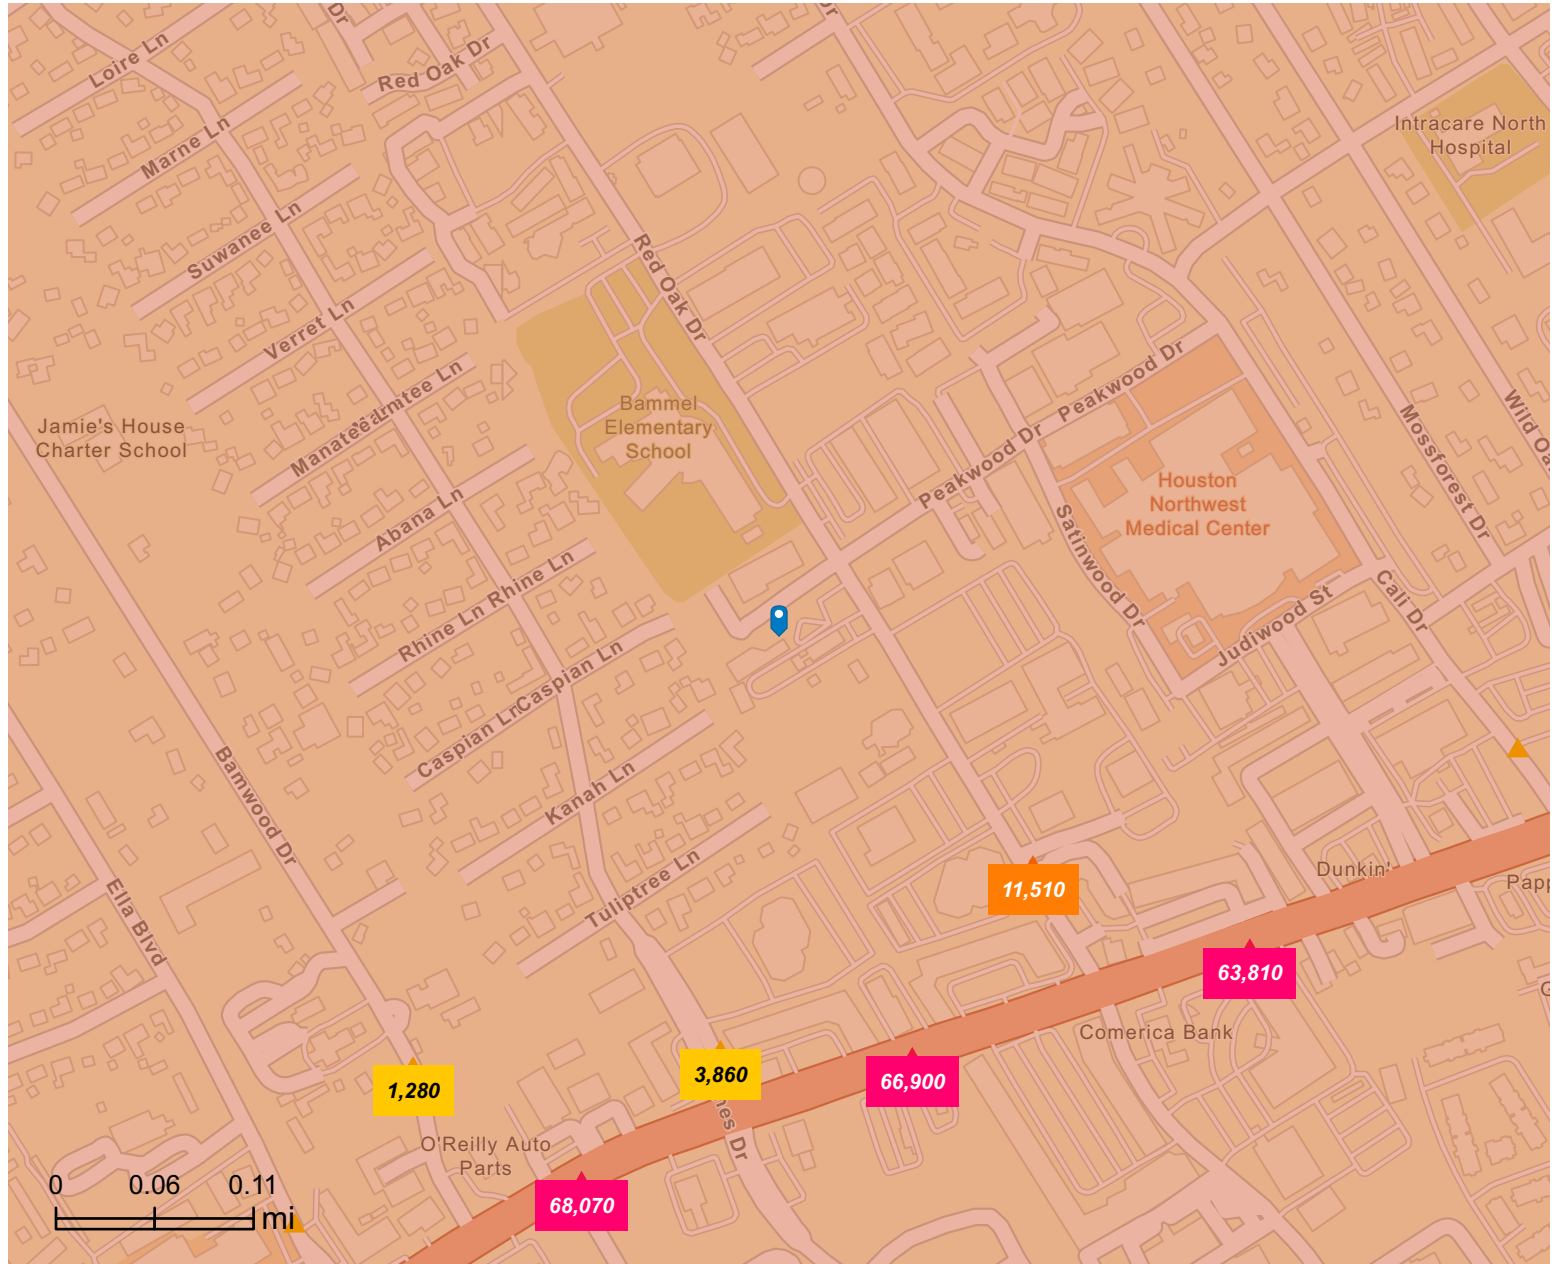 Dr
Dr
Loire Ln
Red Oak Dr
Marne Ln
Intracare North
Hospital
Suwanee Ln
Red Oak Dr
Verret Ln
Peakwood Dr
Jamie's House
Charter School
Bammel
Elementary
School
Peakwood Dr
Houston
Northwest
Medical Center
Mossforest Dr
Abana Ln
Satinwood Dr
Rhine Ln
Rhine Ln
Cali Dr
Judiwood St
Caspian Ln
Caspian Ln
Bamwood Dr
Kanah Ln
Tuliptree Ln
Ella Blvd
Dunkin'
11,510
63,810
Comerica Bank
3,860
66,900
1,280
Dr
O'Reilly Auto
Parts
68,070
0 0.06 0.11
mi